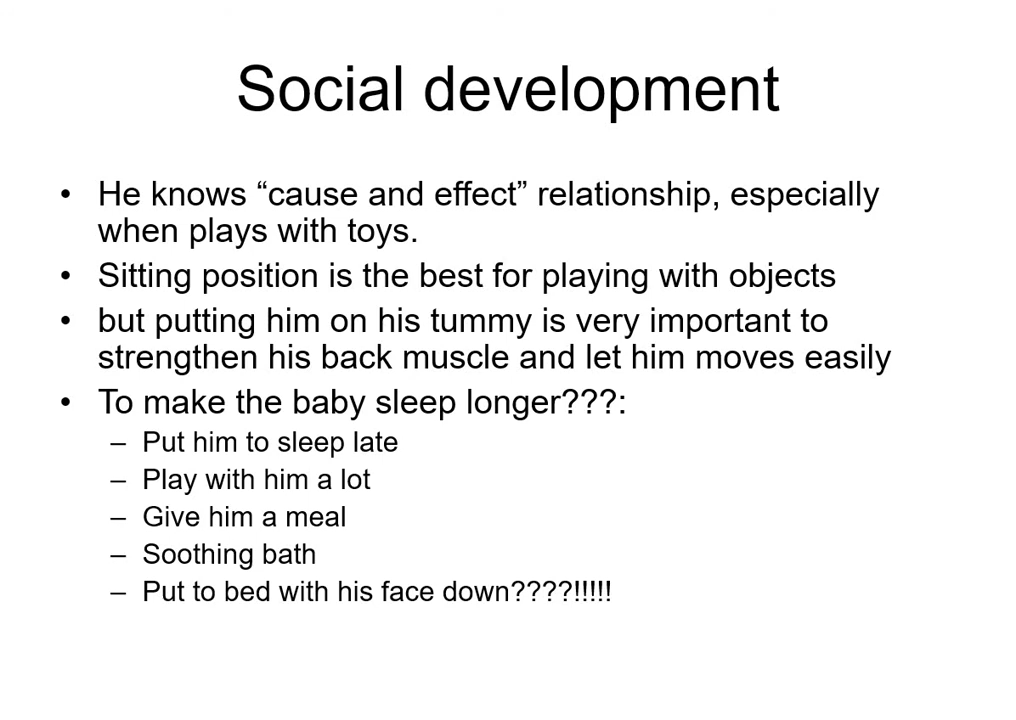 Social development
• He knows “cause and effect” relationship, especially
when plays with toys.
• Sitting position is the best for playing with objects
• but putting him on his tummy is very important to
strengthen his back muscle and let him moves easily
• To make the baby sleep longer???:
– Put him to sleep late
– Play with him a lot
– Give him a meal
– Soothing bath
– Put to bed with his face down????!!!!!